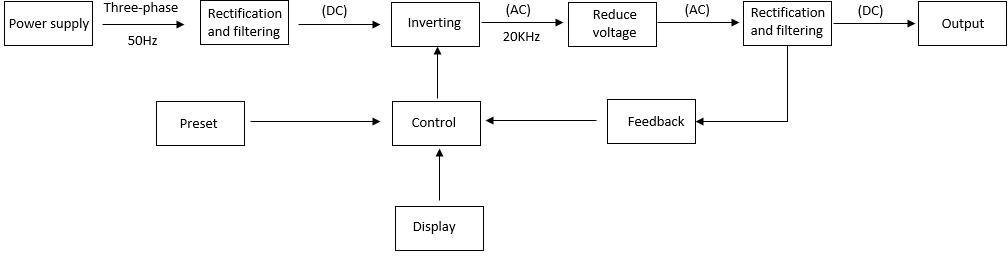 Power supply
Three-phase
50Hz
Rectification
and filtering
(DC)
Inverting
(AC)
20KHz
Reduce
voltage
(AC)
Rectification
and filtering
(DC)
Output
Preset
Control
Feedback
Display